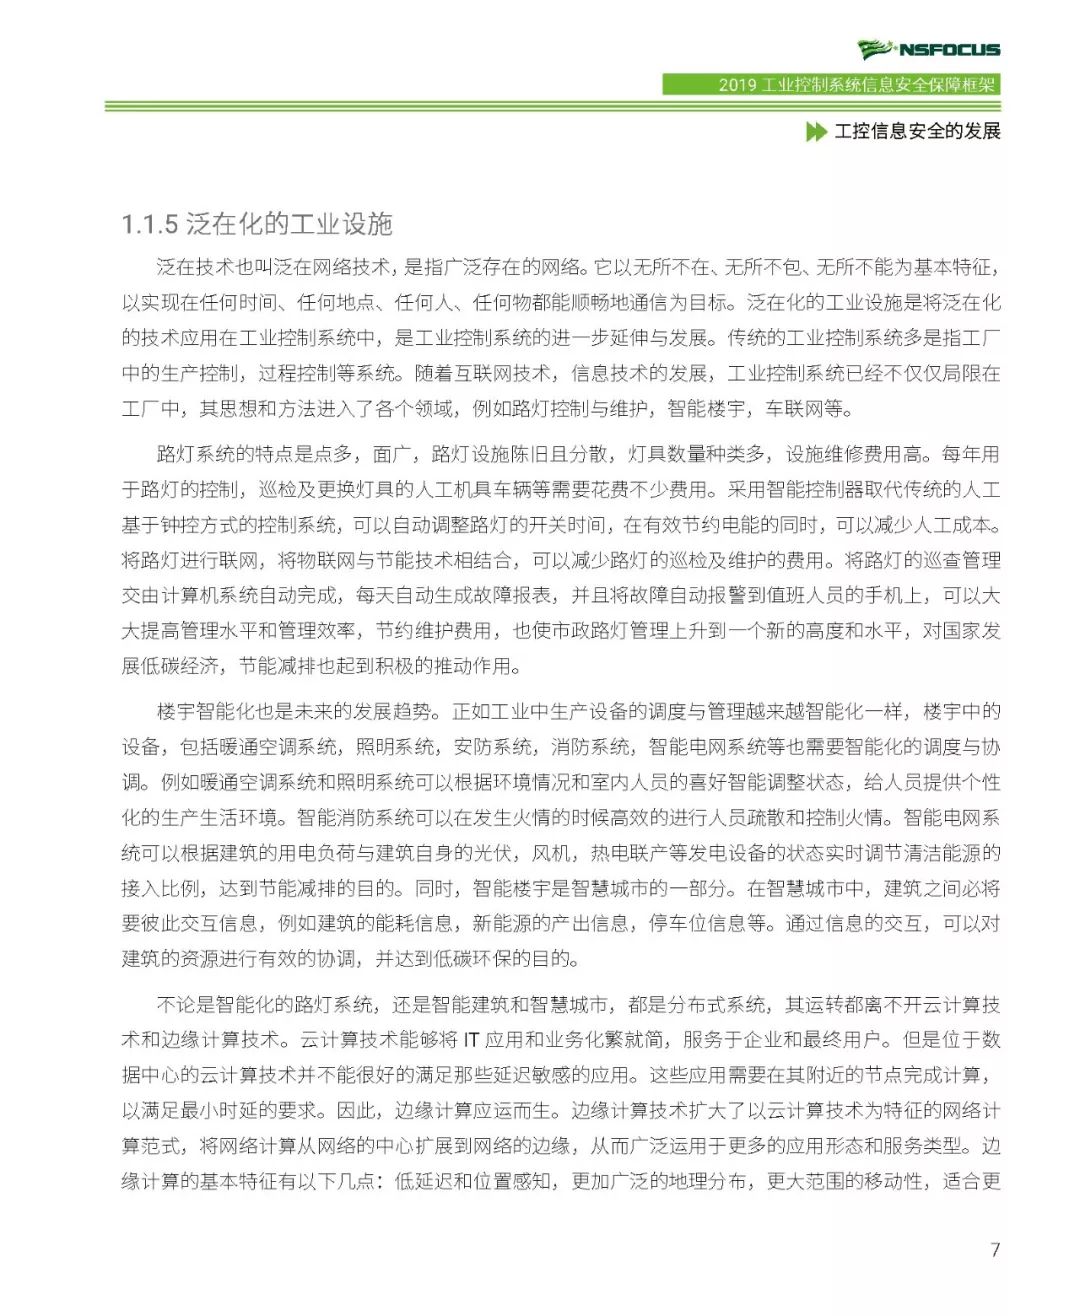 NSFOCUS
2019 工业控制系统信息安全保障框架
工控信息安全的发展
1.1.5 泛在化的工业设施
泛在技术也叫泛在网络技术，是指广泛存在的网络。它以无所不在、无所不包、无所不能为基本特征，
以实现在任何时间、任何地点、任何人、任何物都能顺畅地通信为目标。泛在化的工业设施是将泛在化
的技术应用在工业控制系统中，是工业控制系统的进一步延伸与发展。传统的工业控制系统多是指工厂
中的生产控制，过程控制等系统。随着互联网技术，信息技术的发展，工业控制系统已经不仅仅局限在
工厂中，其思想和方法进入了各个领域，例如路灯控制与维护，智能楼宇，车联网等。
路灯系统的特点是点多，面广，路灯设施陈旧且分散，灯具数量种类多，设施维修费用高。每年用
于路灯的控制，巡检及更换灯具的人工机具车辆等需要花费不少费用。采用智能控制器取代传统的人工
基于钟控方式的控制系统，可以自动调整路灯的开关时间，在有效节约电能的同时，可以减少人工成本。
将路灯进行联网，将物联网与节能技术相结合，可以减少路灯的巡检及维护的费用。将路灯的巡查管理
交由计算机系统自动完成，每天自动生成故障报表，并且将故障自动报警到值班人员的手机上，可以大
大提高管理水平和管理效率，节约维护费用，也使市政路灯管理上升到一个新的高度和水平，对国家发
展低碳经济，节能减排也起到积极的推动作用。
楼宇智能化也是未来的发展趋势。正如工业中生产设备的调度与管理越来越智能化一样，楼宇中的
设备，包括暖通空调系统，照明系统，安防系统，消防系统，智能电网系统等也需要智能化的调度与协
调。例如暖通空调系统和照明系统可以根据环境情况和室内人员的喜好智能调整状态，给人员提供个性
化的生产生活环境。智能消防系统可以在发生火情的时候高效的进行人员疏散和控制火情。智能电网系
统可以根据建筑的用电负荷与建筑自身的光伏，风机，热电联产等发电设备的状态实时调节清洁能源的
接入比例，达到节能减排的目的。同时，智能楼宇是智慧城市的一部分。在智慧城市中，建筑之间必将
要彼此交互信息，例如建筑的能耗信息，新能源的产出信息，停车位信息等。通过信息的交互，可以对
建筑的资源进行有效的协调，并达到低碳环保的目的。
不论是智能化的路灯系统，还是智能建筑和智慧城市，都是分布式系统，其运转都离不开云计算技
术和边缘计算技术。云计算技术能够将 IT 应用和业务化繁就简，服务于企业和最终用户。但是位于数
据中心的云计算技术并不能很好的满足那些延迟敏感的应用。这些应用需要在其附近的节点完成计算，
以满足最小时延的要求。因此，边缘计算应运而生。边缘计算技术扩大了以云计算技术为特征的网络计
算范式，将网络计算从网络的中心扩展到网络的边缘，从而广泛运用于更多的应用形态和服务类型。边
缘计算的基本特征有以下几点：低延迟和位置感知，更加广泛的地理分布，更大范围的移动性，适合更
7